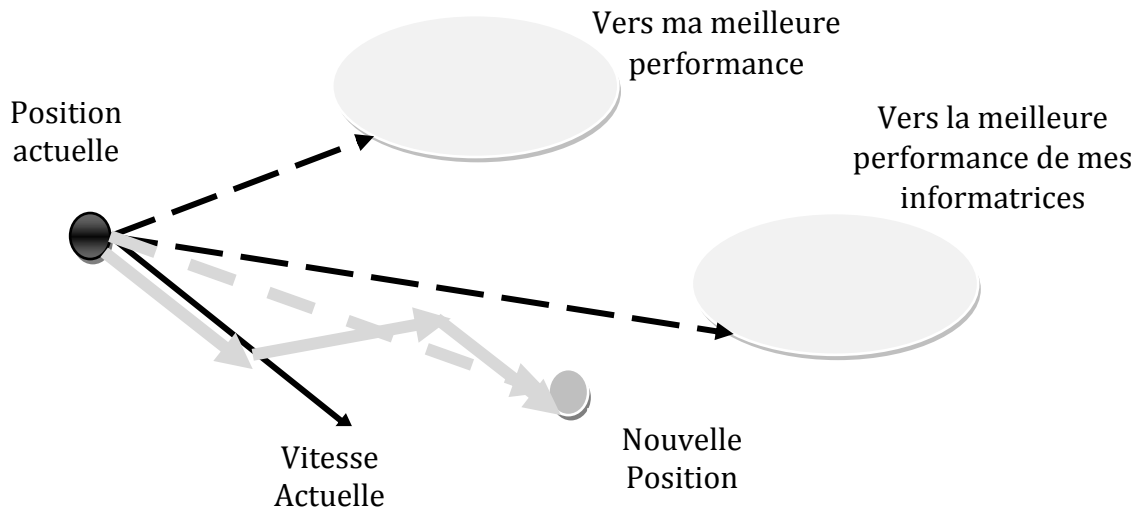 Vers ma meilleure
performance
Position
actuelle
Vers la meilleure
performance de mes
informatrices
Nouvelle
Position
Vitesse
Actuelle